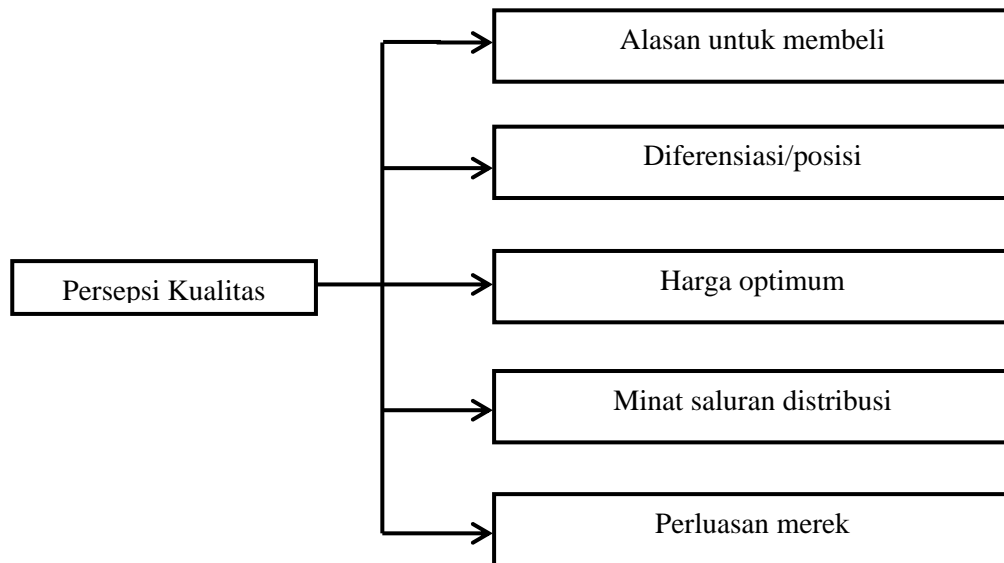 Alasan untuk membeli
Diferensiasi/posisi
Persepsi Kualitas
Harga optimum
Minat saluran distribusi
Perluasan merek